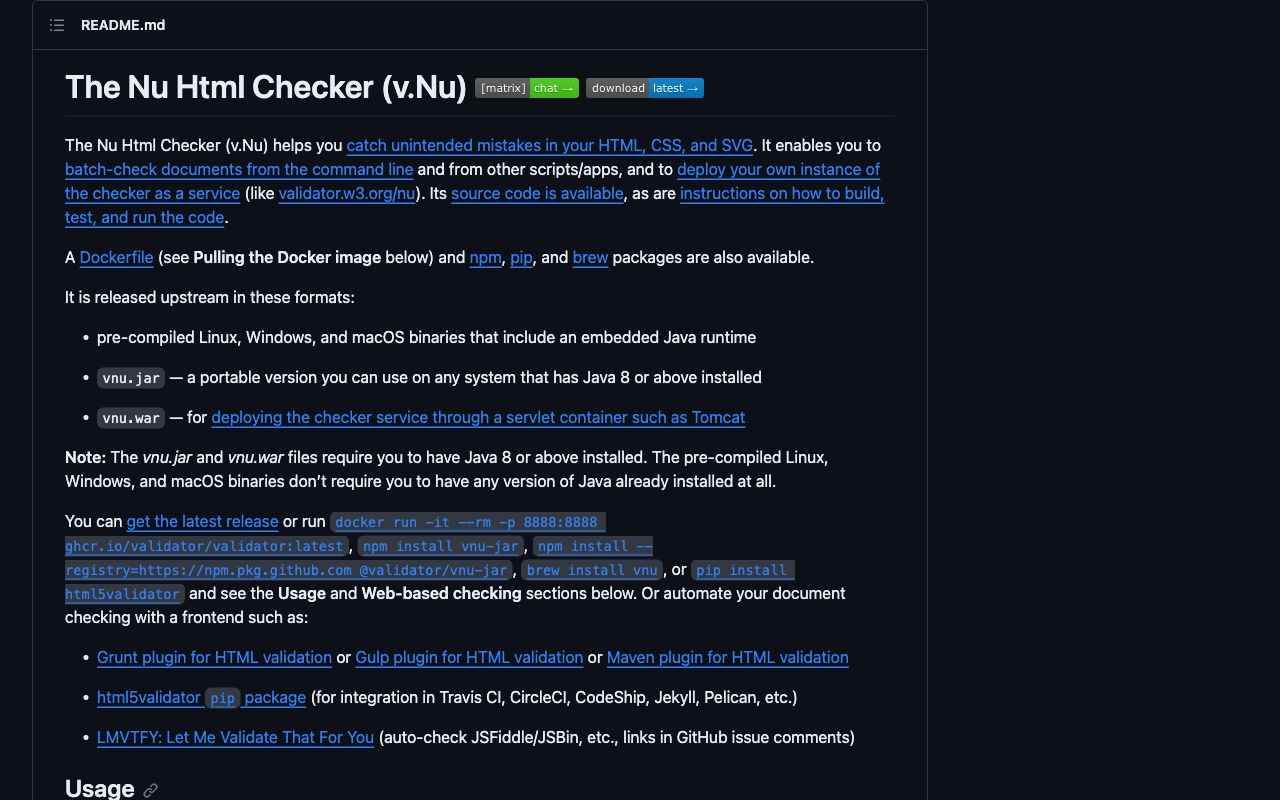 README.md
The Nu Html Checker (v.Nu) [matrix] chat → download latest →
The Nu Html Checker (v.Nu) helps you catch unintended mistakes in your HTML, CSS, and SVG. It enables you to
batch-check documents from the command line and from other scripts/apps, and to deploy your own instance of
the checker as a service (like validator.w3.org/nu). Its source code is available, as are instructions on how to build,
test, and run the code.
A Dockerfile (see Pulling the Docker image below) and npm, pip, and brew packages are also available.
It is released upstream in these formats:
• pre-compiled Linux, Windows, and macOS binaries that include an embedded Java runtime
• vnu.jar — a portable version you can use on any system that has Java 8 or above installed
• vnu.war — for deploying the checker service through a servlet container such as Tomcat
Note: The vnu.jar and vnu.war files require you to have Java 8 or above installed. The pre-compiled Linux,
Windows, and macOS binaries don’t require you to have any version of Java already installed at all.
You can get the latest release or run docker run -it --rm -p 8888:8888
ghcr.io/validator/validator:latest, npm install vnu-jar, npm install --
registry=https://npm.pkg.github.com @validator/vnu-jar, brew install vnu, or pip install
html5validator and see the Usage and Web-based checking sections below. Or automate your document
checking with a frontend such as:
• Grunt plugin for HTML validation or Gulp plugin for HTML validation or Maven plugin for HTML validation
• html5validator pip package (for integration in Travis CI, CircleCI, CodeShip, Jekyll, Pelican, etc.)
• LMVTFY: Let Me Validate That For You (auto-check JSFiddle/JSBin, etc., links in GitHub issue comments)
Usage